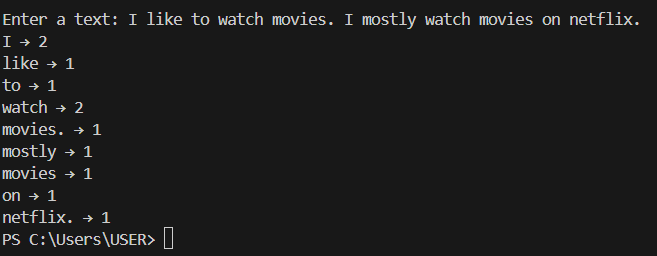 Enter a text: I like to watch movies. I mostly watch movies on netflix.
I → 2
like → 1
to → 1
watch → 2
movies. → 1
mostly → 1
movies → 1
on → 1
netflix. → 1
PS C:\Users\USER>